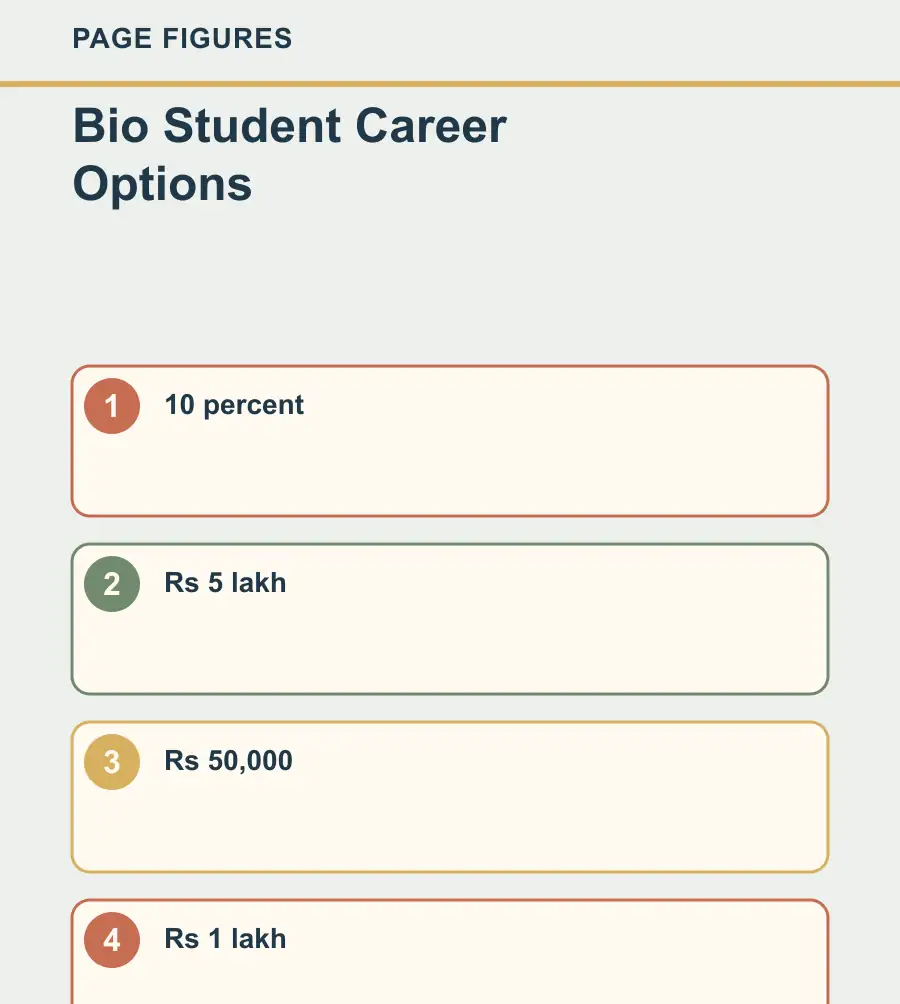 PAGE FIGURES
Bio Student Career
Options
1
10 percent
2
Rs 5 lakh
3
Rs 50,000
4
Rs 1 lakh